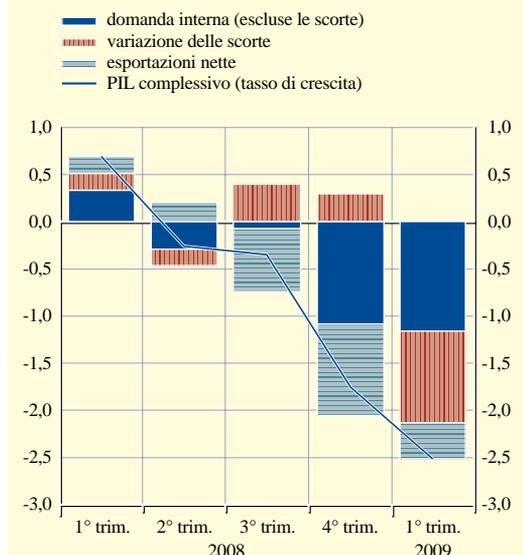 domanda interna (escluse le scorte)
variazione delle scorte
esportazioni nette
PIL complessivo (tasso di crescita)
1,0 1,0
0,5 0,5
0,0 0,0
-0,5 -0,5
-1,0 -1,0
-1,5 -1,5
-2,0 -2,0
-2,5 -2,5
-3,0 -3,0
1° trim. 2° trim. 3° trim. 4° trim. 1° trim.
2008 2009